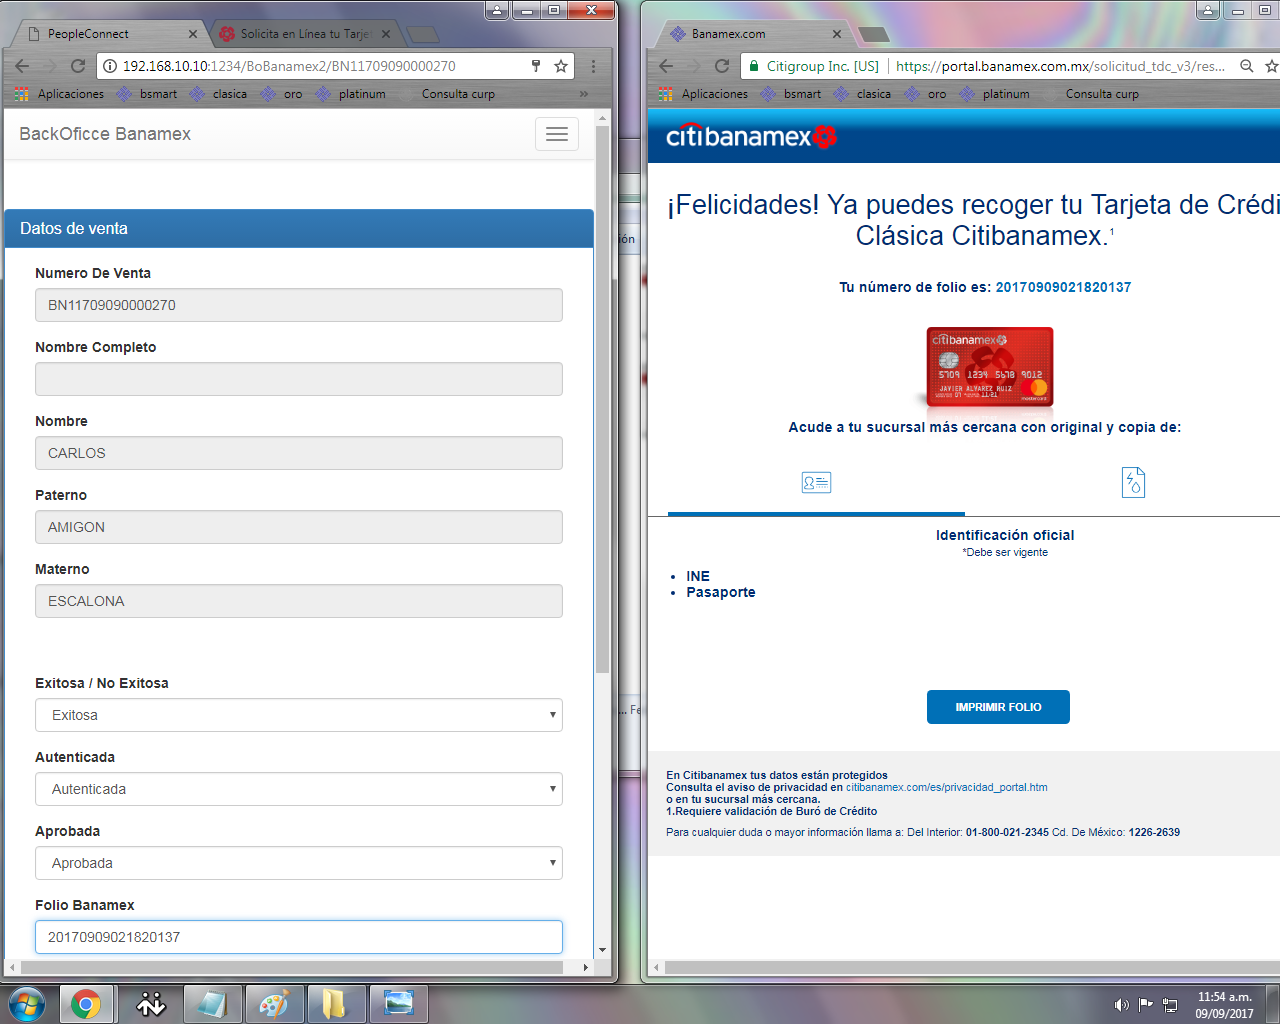 PeopleConnect
Solicita en Línea tu Tarjet
192.168.10.10:1234/BoBanamex2/BN11709090000270
Aplicaciones
bsmart
clasica
oro
platinum
Consulta curp
»
BackOficce Banamex
Datos de venta
Numero De Venta
BN11709090000270
Nombre Completo
Nombre
CARLOS
Paterno
AMIGON
Materno
ESCALONA
Exitosa / No Exitosa
Exitosa
Autenticada
Autenticada
Aprobada
Aprobada
Folio Banamex
20170909021820137
ión
... Fe
Banamex.com
Citigroup Inc. [US]
https://portal.banamex.com.mx/solicitud_tdc_v3/res...
Aplicaciones
bsmart
clasica
oro
platinum
Consulta curp
citibanamex
¡Felicidades! Ya puedes recoger tu Tarjeta de Crédi
Clásica Citibanamex.1
Tu número de folio es: 20170909021820137
citibanamex
5709 1234 5678 9012
JAVIER ALVAREZ RUIZ
mastercard
Acude a tu sucursal más cercana con original y copia de:
Identificación oficial
*Debe ser vigente
• INE
• Pasaporte
IMPRIMIR FOLIO
En Citibanamex tus datos están protegidos
Consulta el aviso de privacidad en citibanamex.com/es/privacidad_portal.htm
o en tu sucursal más cercana.
1.Requiere validación de Buró de Crédito
Para cualquier duda o mayor información llama a: Del Interior: 01-800-021-2345 Cd. De México: 1226-2639
11:54 a.m.
09/09/2017